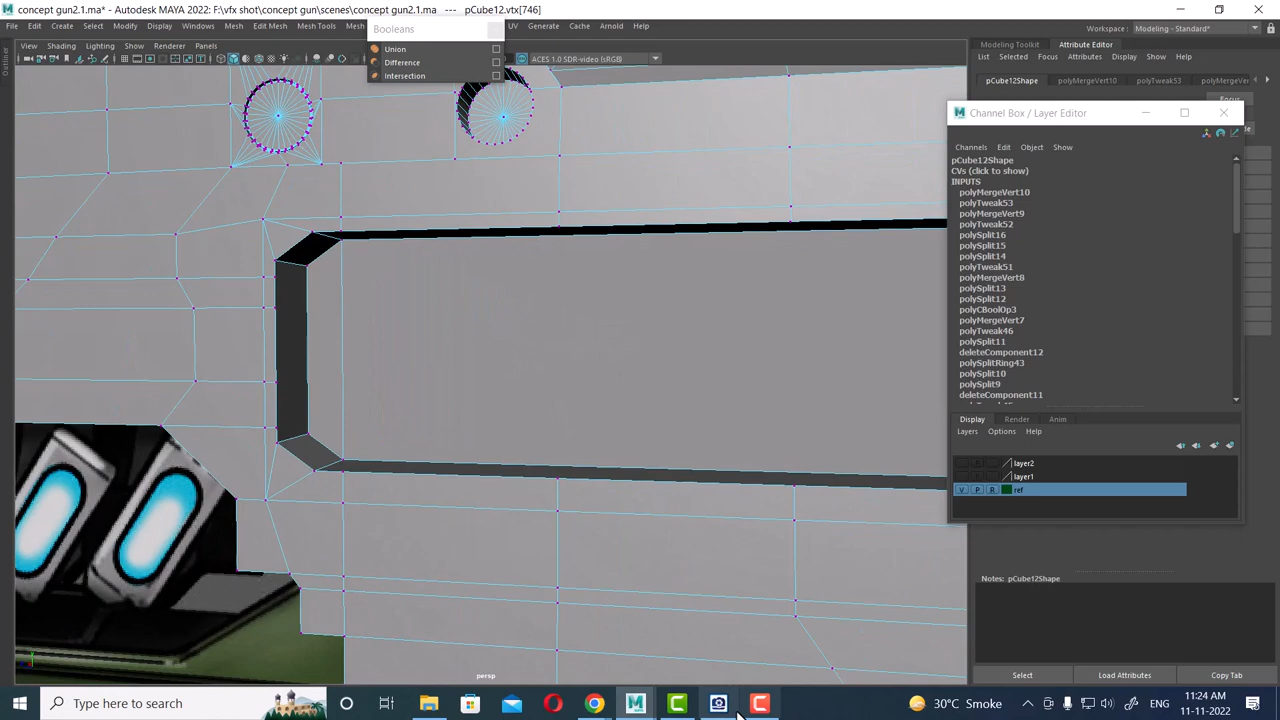 concept gun2.1.ma* - Autodesk MAYA 2022: F:\vfx shot\concept gun\scenes\concept gun2.1.ma   ---   pCube12.vtx[746]
File Edit Create Select Modify Display Windows Mesh Edit Mesh Mesh Tools Mesh UV Generate Cache Arnold Help
Workspace: Modeling - Standard*
Booleans
Union
Difference
Intersection
View Shading Lighting Show Renderer Panels
ACES 1.0 SDR-video (sRGB)
Outliner
Modeling Toolkit Attribute Editor
List Selected Focus Attributes Display Show Help
pCube12Shape polyMergeVert10 polyTweak53 polyMergeVer
Focus
Channel Box / Layer Editor
Channels Edit Object Show
pCube12Shape
CVs (click to show)
INPUTS
polyMergeVert10
polyTweak53
polyMergeVert9
polyTweak52
polySplit16
polySplit15
polySplit14
polyTweak51
polyMergeVert8
polySplit13
polySplit12
polyCBoolOp3
polyMergeVert7
polyTweak46
polySplit11
deleteComponent12
polySplitRing43
polySplit10
polySplit9
deleteComponent11
Display Render Anim
Layers Options Help
layer2
layer1
V P R ref
Notes: pCube12Shape
Select Load Attributes Copy Tab
persp
Type here to search
30°C Smoke
ENG
11:24 AM
11-11-2022